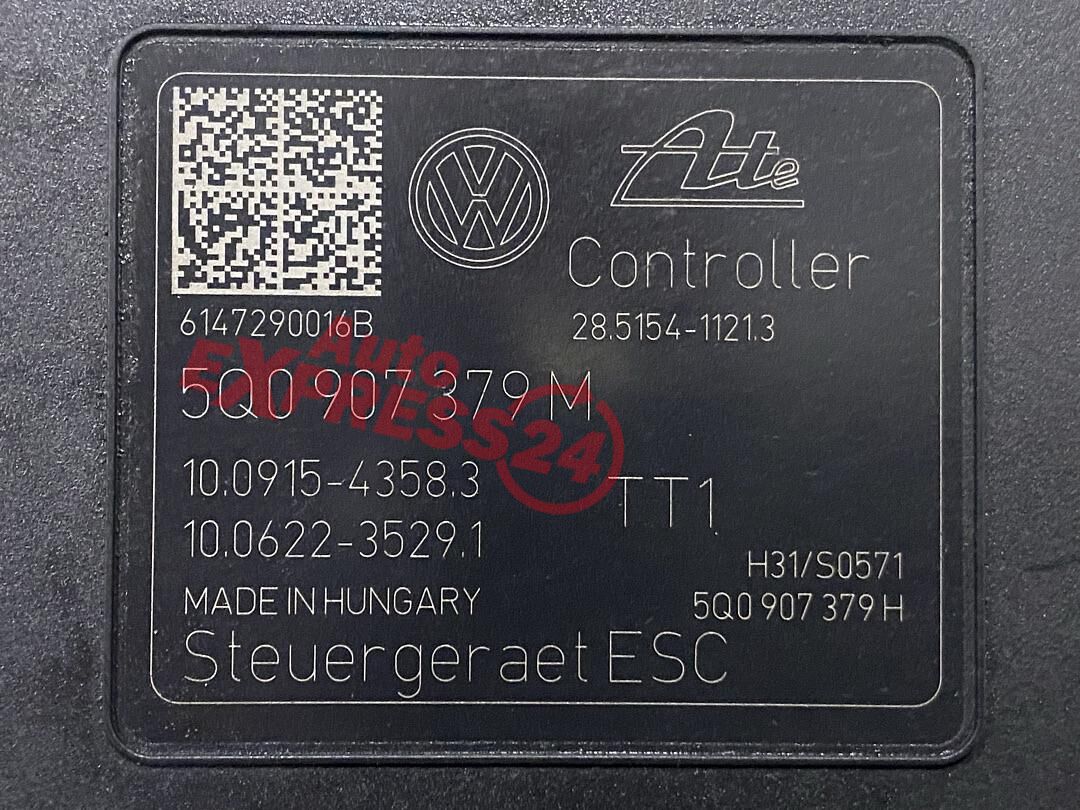 Ate
Controller
6147290016B
28.5154-1121.3
Auto
EXPRESS24
5Q0 907 379 M
10.0915-4358.3
TT1
10.0622-3529.1
H31/S0571
MADE IN HUNGARY
5Q0 907 379 H
Steuergeraet ESC